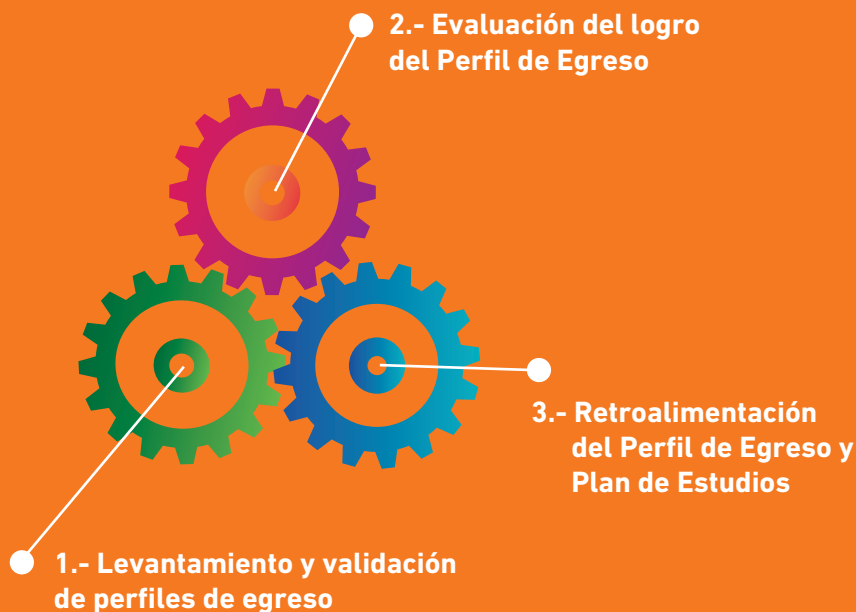 2.- Evaluación del logro
del Perfil de Egreso
3.- Retroalimentación
del Perfil de Egreso y
Plan de Estudios
1.- Levantamiento y validación
de perfiles de egreso